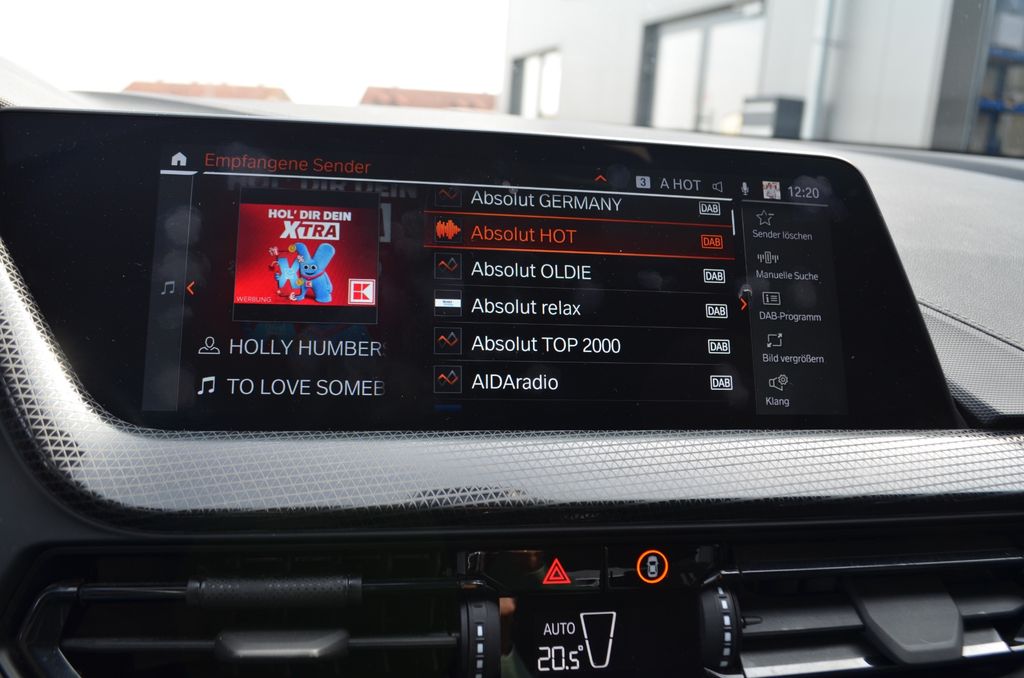 Empfangene Sender
3 A HOT
12:20
HOL' DIR DEIN
XTRA
WERBUNG
K
HOLLY HUMBER
TO LOVE SOMEB
Absolut GERMANY DAB
Absolut HOT DAB
Absolut OLDIE DAB
Absolut relax DAB
Absolut TOP 2000 DAB
AIDAradio DAB
Sender löschen
Manuelle Suche
DAB-Programm
Bild vergrößern
Klang
AUTO
20.5°